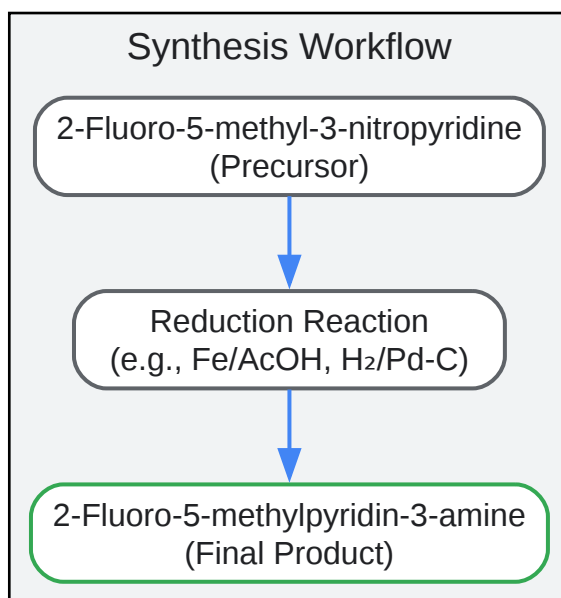 Synthesis Workflow
2-Fluoro-5-methyl-3-nitropyridine
(Precursor)
Reduction Reaction
(e.g., Fe/AcOH, H₂/Pd-C)
2-Fluoro-5-methylpyridin-3-amine
(Final Product)